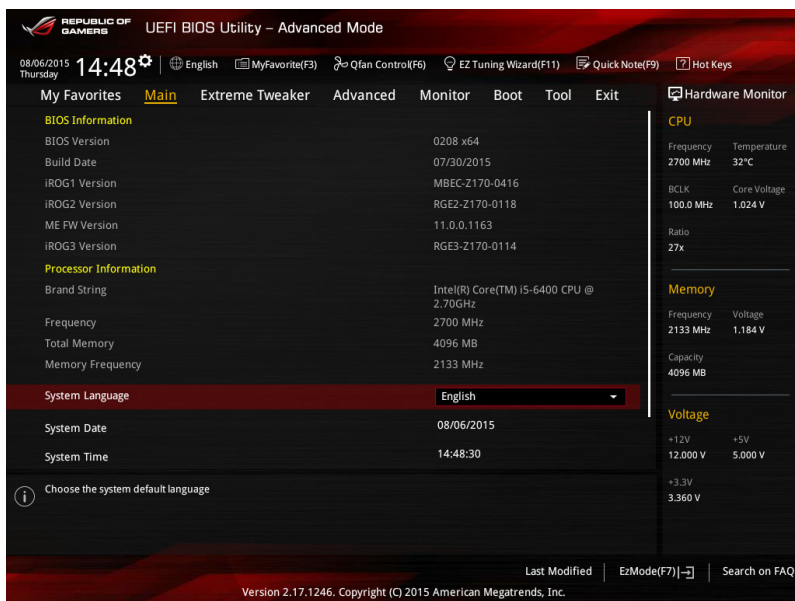 REPUBLIC OF
GAMERS
UEFI BIOS Utility – Advanced Mode
08/06/2015
Thursday
14:48
English
MyFavorite(F3)
Qfan Control(F6)
EZ Tuning Wizard(F11)
Quick Note(F9)
? Hot Keys
My Favorites Main Extreme Tweaker Advanced Monitor Boot Tool Exit
BIOS Information
BIOS Version 0208 x64
Build Date 07/30/2015
iROG1 Version MBEC-Z170-0416
iROG2 Version RGE2-Z170-0118
ME FW Version 11.0.0.1163
iROG3 Version RGE3-Z170-0114
Processor Information
Brand String Intel(R) Core(TM) i5-6400 CPU @
2.70GHz
Frequency 2700 MHz
Total Memory 4096 MB
Memory Frequency 2133 MHz
System Language English
System Date 08/06/2015
System Time 14:48:30
i Choose the system default language
Hardware Monitor
CPU
Frequency Temperature
2700 MHz 32°C
BCLK Core Voltage
100.0 MHz 1.024 V
Ratio
27x
Memory
Frequency Voltage
2133 MHz 1.184 V
Capacity
4096 MB
Voltage
+12V +5V
12.000 V 5.000 V
+3.3V
3.360 V
Last Modified EzMode(F7) Search on FAQ
Version 2.17.1246. Copyright (C) 2015 American Megatrends, Inc.